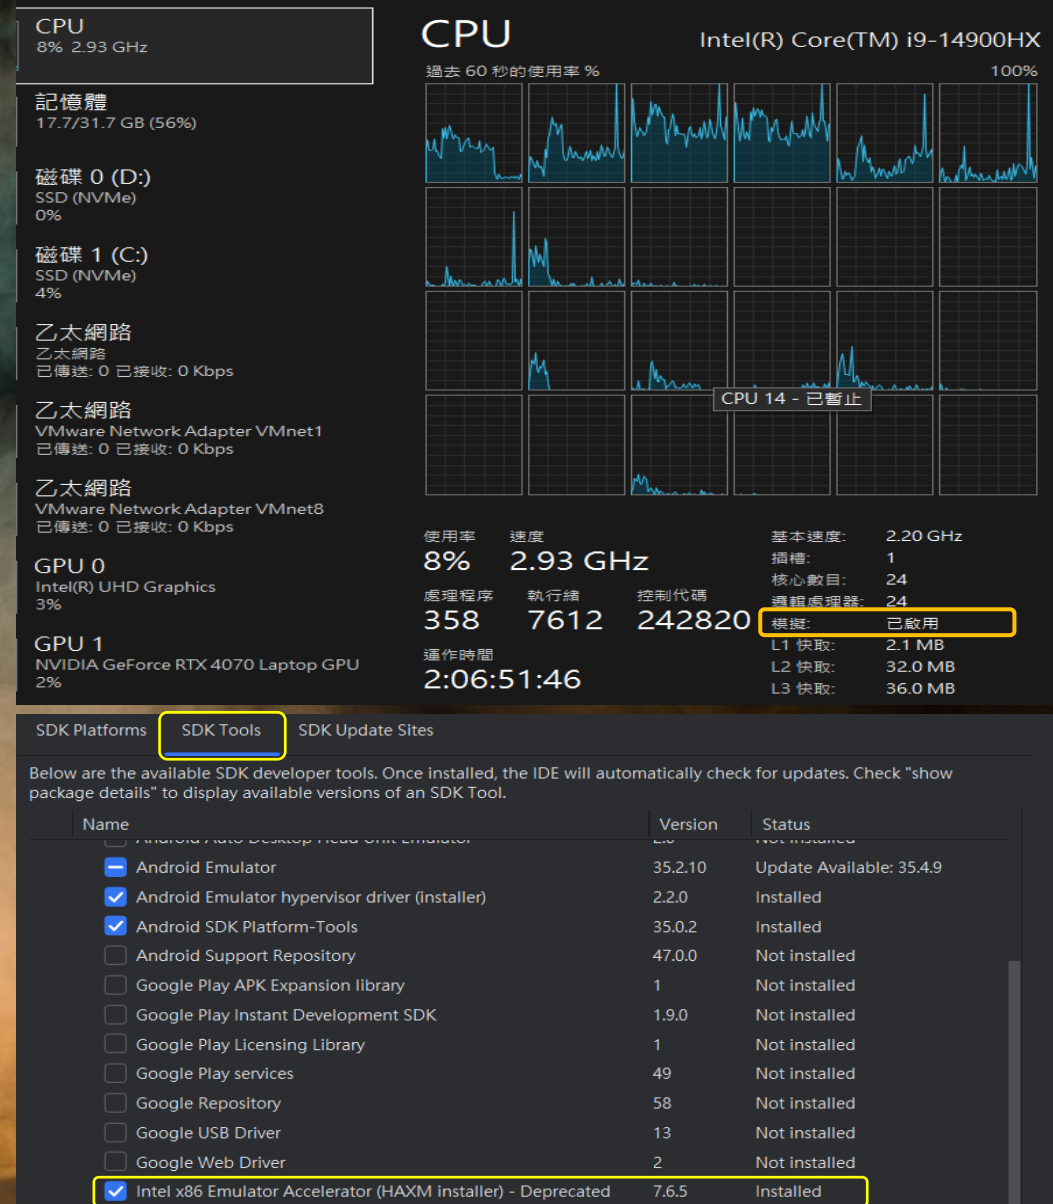 CPU
8% 2.93 GHz
記憶體
17.7/31.7 GB (56%)
磁碟 0 (D:)
SSD (NVMe)
0%
磁碟 1 (C:)
SSD (NVMe)
4%
乙太網路
乙太網路
已傳送: 0 已接收: 0 Kbps
乙太網路
VMware Network Adapter VMnet1
已傳送: 0 已接收: 0 Kbps
乙太網路
VMware Network Adapter VMnet8
已傳送: 0 已接收: 0 Kbps
GPU 0
Intel(R) UHD Graphics
3%
GPU 1
NVIDIA GeForce RTX 4070 Laptop GPU
2%
CPU
Intel(R) Core(TM) i9-14900HX
過去 60 秒的使用率 %
100%
CPU 14 - 已暫止
使用率 速度
8% 2.93 GHz
處理程序 執行緒 控制代碼
358 7612 242820
運作時間
2:06:51:46
基本速度: 2.20 GHz
插槽: 1
核心數目: 24
邏輯處理器: 24
模擬: 已啟用
L1 快取: 2.1 MB
L2 快取: 32.0 MB
L3 快取: 36.0 MB
SDK Platforms SDK Tools SDK Update Sites
Below are the available SDK developer tools. Once installed, the IDE will automatically check for updates. Check "show
package details" to display available versions of an SDK Tool.
Name Version Status
Android Auto Desktop Head Unit Emulator 2.0 Not installed
Android Emulator 35.2.10 Update Available: 35.4.9
Android Emulator hypervisor driver (installer) 2.2.0 Installed
Android SDK Platform-Tools 35.0.2 Installed
Android Support Repository 47.0.0 Not installed
Google Play APK Expansion library 1 Not installed
Google Play Instant Development SDK 1.9.0 Not installed
Google Play Licensing Library 1 Not installed
Google Play services 49 Not installed
Google Repository 58 Not installed
Google USB Driver 13 Not installed
Google Web Driver 2 Not installed
Intel x86 Emulator Accelerator (HAXM installer) - Deprecated 7.6.5 Installed